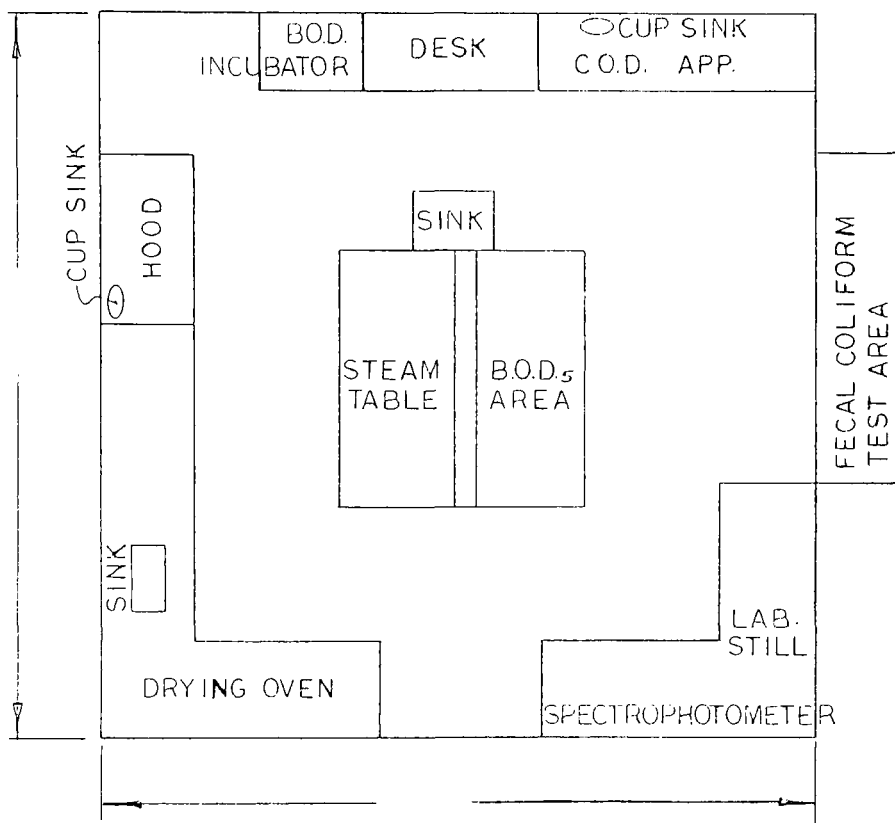 B.O.D.
INCUBATOR
DESK
CUP SINK
C.O.D. APP.
CUP SINK
HOOD
SINK
STEAM
TABLE
B.O.D.5
AREA
FECAL COLIFORM
TEST AREA
SINK
LAB.
STILL
DRYING OVEN
SPECTROPHOTOMETER